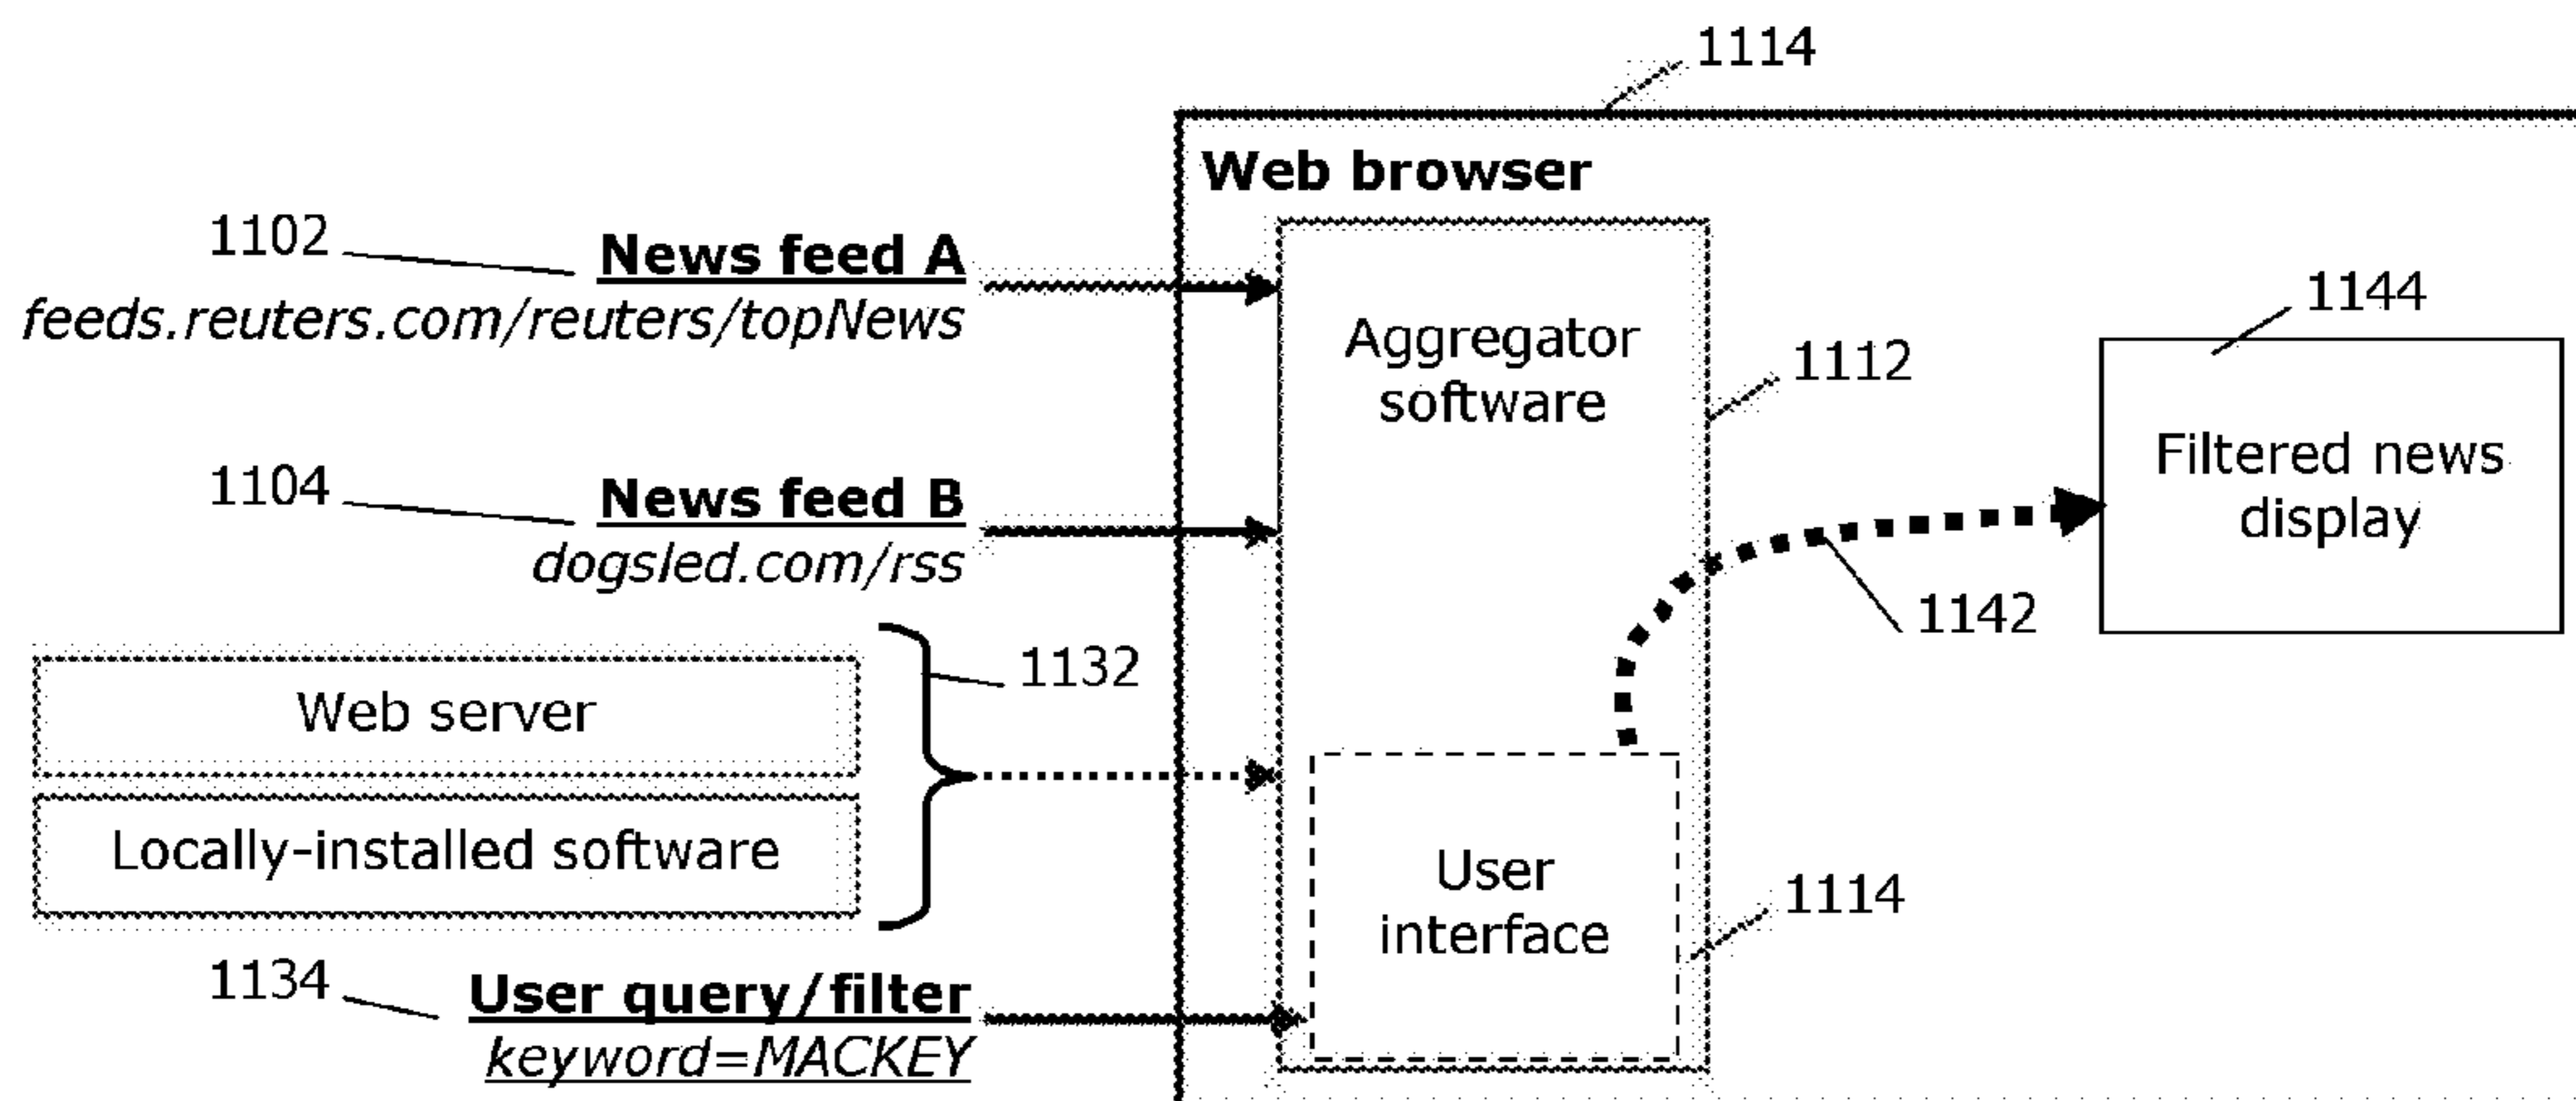 1114
Web browser
1102
News feed A
feeds.reuters.com/reuters/topNews
Aggregator
software
1112
1144
Filtered news
display
1104
News feed B
dogsled.com/rss
1142
1132
Web server
Locally-installed software
User
interface
1114
1134
User query/filter
keyword=MACKEY